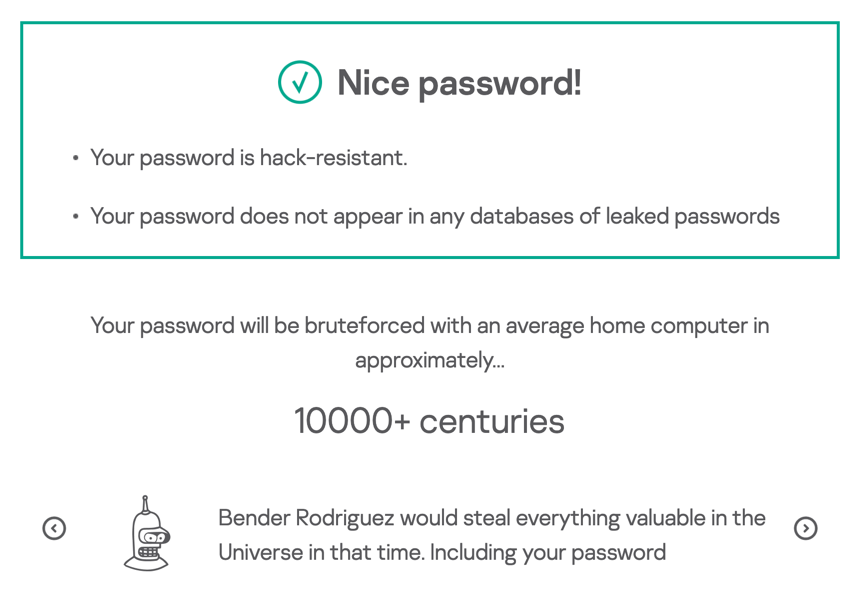 Nice password!
• Your password is hack-resistant.
• Your password does not appear in any databases of leaked passwords
Your password will be bruteforced with an average home computer in
approximately...
10000+ centuries
Bender Rodriguez would steal everything valuable in the
Universe in that time. Including your password